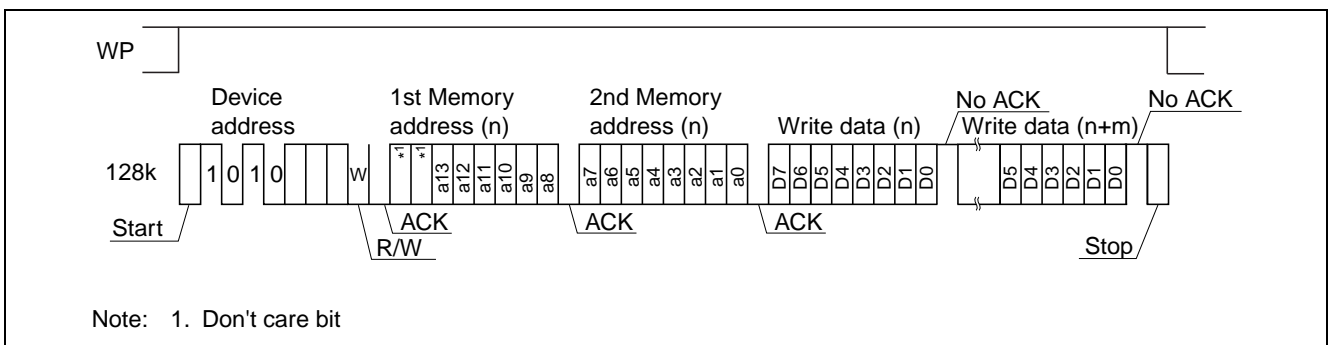 WP
Device address
1st Memory address (n)
2nd Memory address (n)
Write data (n)
No ACK
Write data (n+m)
No ACK
128k
1 0 1 0
W
*1 *1 a13 a12 a11 a10 a9 a8
a7 a6 a5 a4 a3 a2 a1 a0
D7 D6 D5 D4 D3 D2 D1 D0
D5 D4 D3 D2 D1 D0
Start
R/W
ACK
ACK
ACK
Stop
Note: 1. Don't care bit